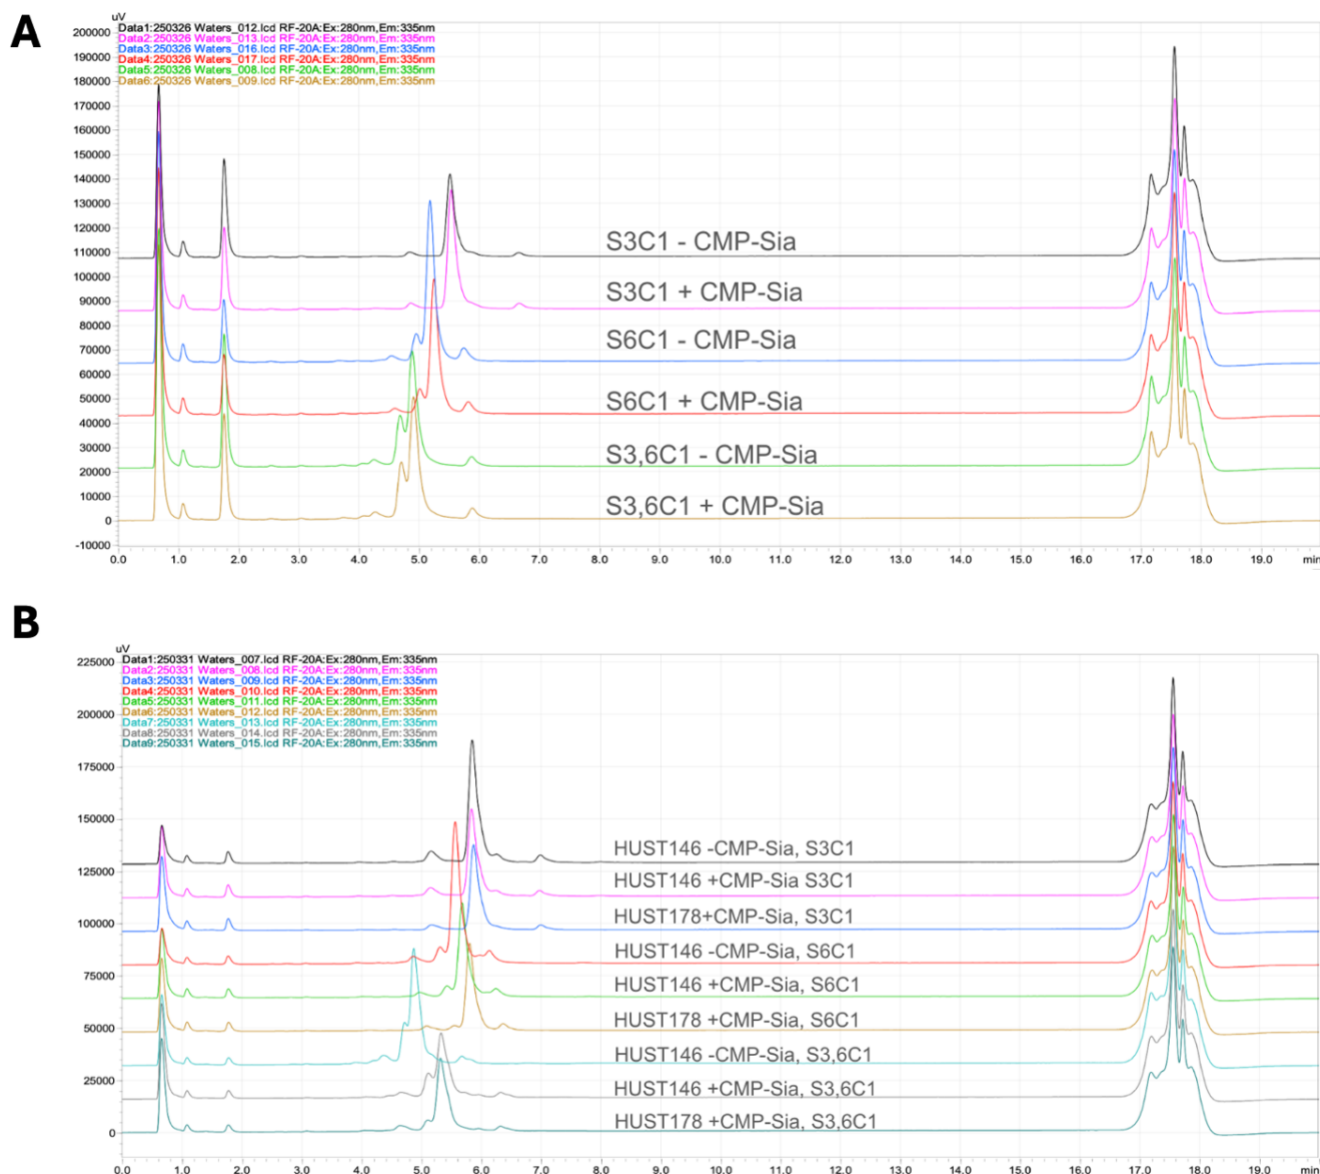 A
uV
Data1:250326 Waters_012.lcd RF-20A:Ex:280nm,Em:335nm
Data2:250326 Waters_013.lcd RF-20A:Ex:280nm,Em:335nm
Data3:250326 Waters_016.lcd RF-20A:Ex:280nm,Em:335nm
Data4:250326 Waters_017.lcd RF-20A:Ex:280nm,Em:335nm
Data5:250326 Waters_008.lcd RF-20A:Ex:280nm,Em:335nm
Data6:250326 Waters_009.lcd RF-20A:Ex:280nm,Em:335nm
200000
190000
180000
170000
160000
150000
140000
130000
120000
110000
100000
90000
80000
70000
60000
50000
40000
30000
20000
10000
0
-10000
S3C1 - CMP-Sia
S3C1 + CMP-Sia
S6C1 - CMP-Sia
S6C1 + CMP-Sia
S3,6C1 - CMP-Sia
S3,6C1 + CMP-Sia
0.0 1.0 2.0 3.0 4.0 5.0 6.0 7.0 8.0 9.0 10.0 11.0 12.0 13.0 14.0 15.0 16.0 17.0 18.0 19.0 min
B
uV
Data1:250331 Waters_007.lcd RF-20A:Ex:280nm,Em:335nm
Data2:250331 Waters_008.lcd RF-20A:Ex:280nm,Em:335nm
Data3:250331 Waters_009.lcd RF-20A:Ex:280nm,Em:335nm
Data4:250331 Waters_010.lcd RF-20A:Ex:280nm,Em:335nm
Data5:250331 Waters_011.lcd RF-20A:Ex:280nm,Em:335nm
Data6:250331 Waters_012.lcd RF-20A:Ex:280nm,Em:335nm
Data7:250331 Waters_013.lcd RF-20A:Ex:280nm,Em:335nm
Data8:250331 Waters_014.lcd RF-20A:Ex:280nm,Em:335nm
Data9:250331 Waters_015.lcd RF-20A:Ex:280nm,Em:335nm
225000
200000
175000
150000
125000
100000
75000
50000
25000
0
HUST146 -CMP-Sia, S3C1
HUST146 +CMP-Sia S3C1
HUST178+CMP-Sia, S3C1
HUST146 -CMP-Sia, S6C1
HUST146 +CMP-Sia, S6C1
HUST178 +CMP-Sia, S6C1
HUST146 -CMP-Sia, S3,6C1
HUST146 +CMP-Sia, S3,6C1
HUST178 +CMP-Sia, S3,6C1
0.0 1.0 2.0 3.0 4.0 5.0 6.0 7.0 8.0 9.0 10.0 11.0 12.0 13.0 14.0 15.0 16.0 17.0 18.0 19.0 min